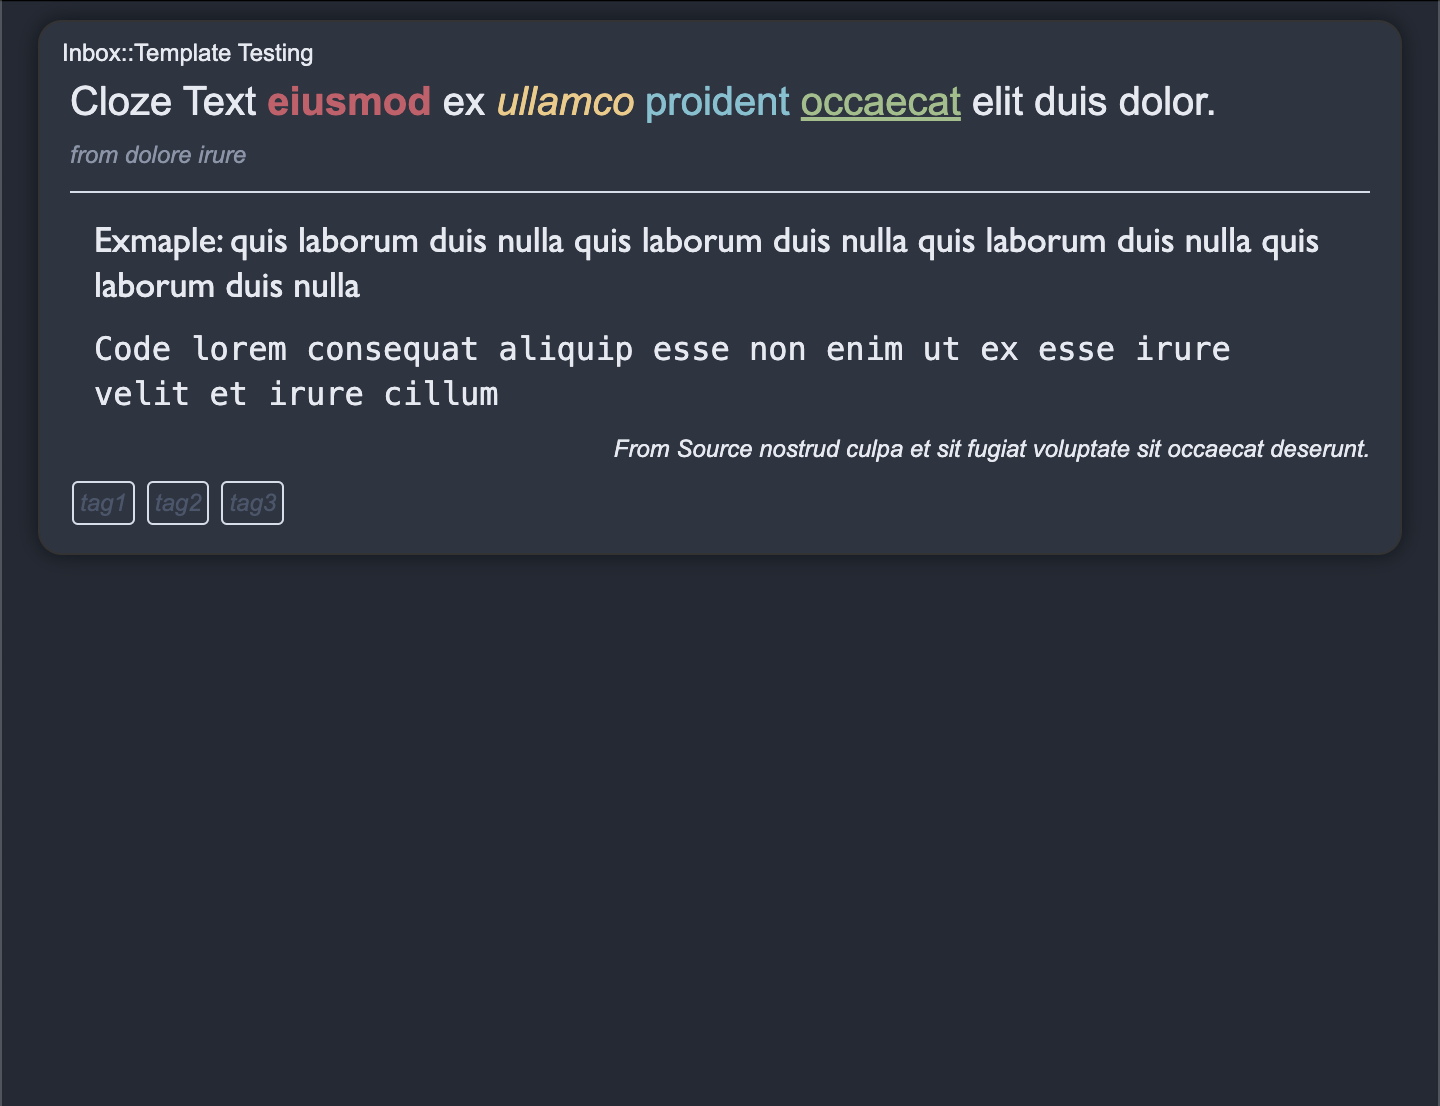 Inbox::Template Testing
Cloze Text eiusmod ex ullamco proident occaecat elit duis dolor.
from dolore irure
Exmaple: quis laborum duis nulla quis laborum duis nulla quis laborum duis nulla quis
laborum duis nulla
Code lorem consequat aliquip esse non enim ut ex esse irure
velit et irure cillum
From Source nostrud culpa et sit fugiat voluptate sit occaecat deserunt.
tag1 tag2 tag3